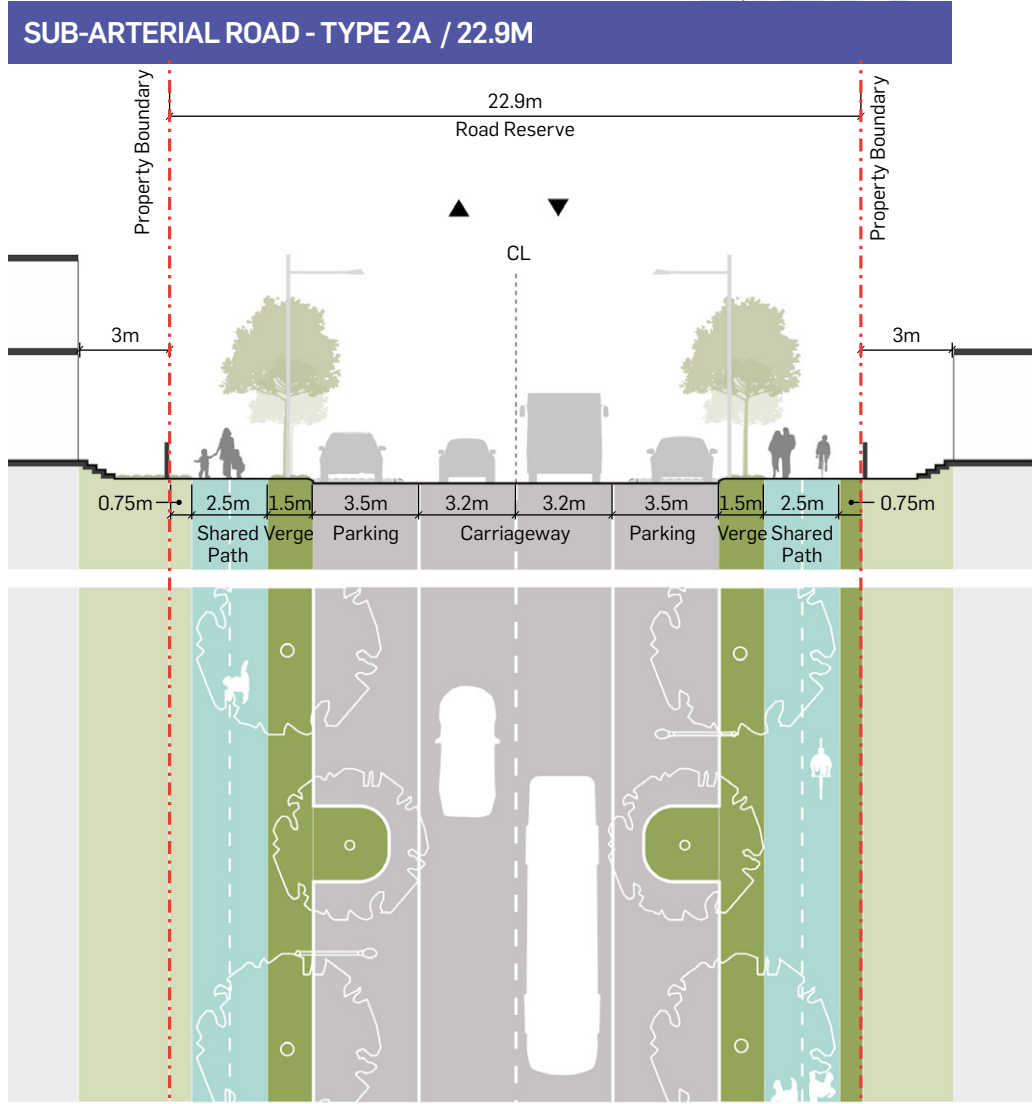 SUB-ARTERIAL ROAD - TYPE 2A / 22.9M
Property Boundary
22.9m
Road Reserve
Property Boundary
CL
3m
3m
0.75m
2.5m
1.5m
3.5m
3.2m
3.2m
3.5m
1.5m
2.5m
0.75m
Shared
Path
Verge
Parking
Carriageway
Parking
Verge
Shared
Path